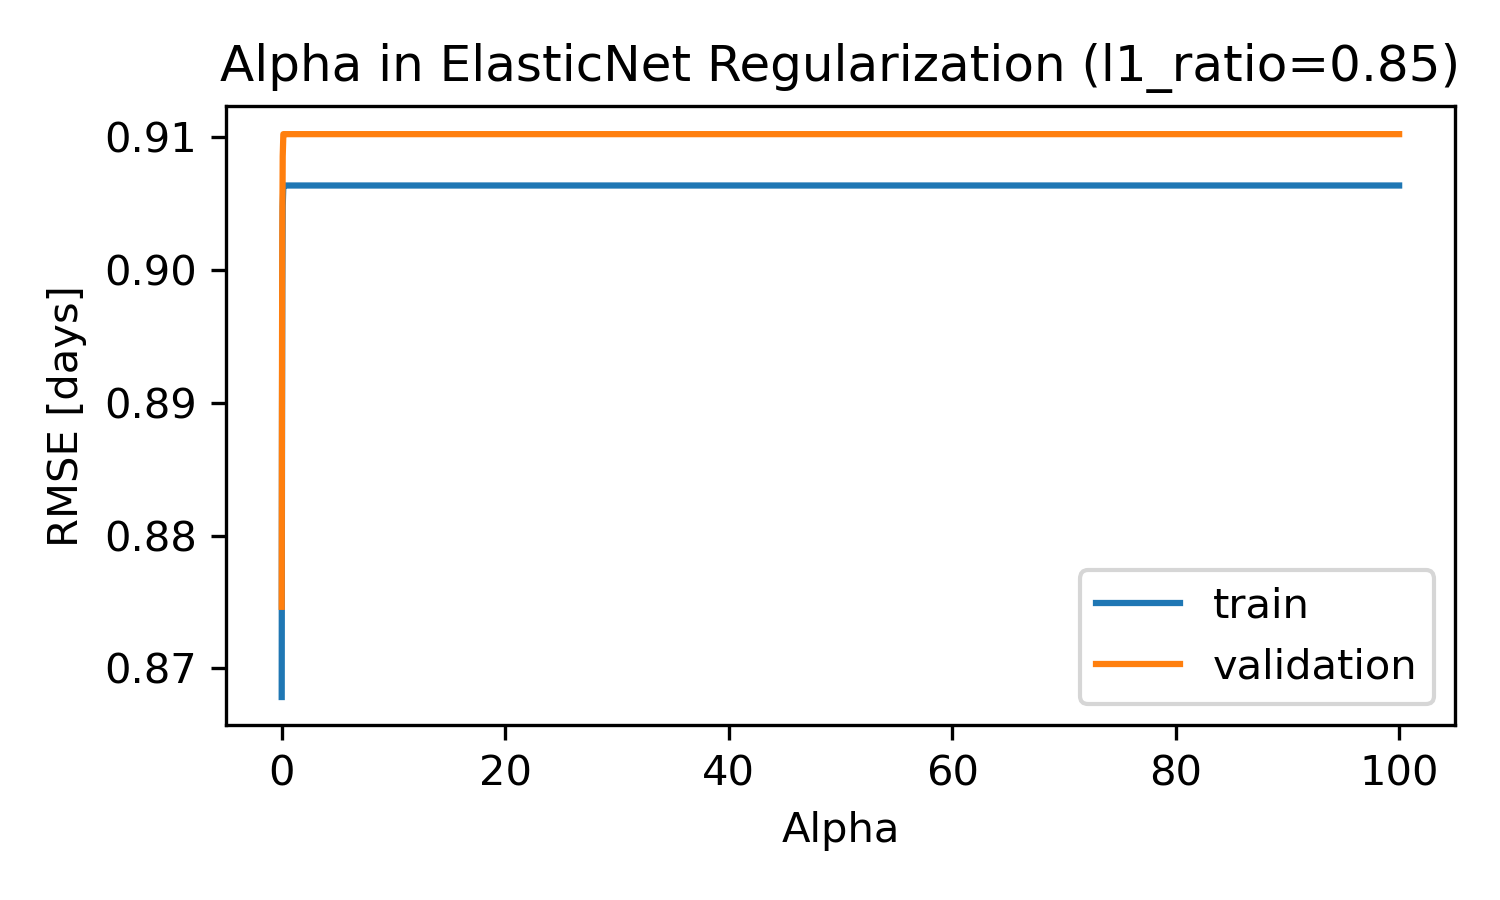 Alpha in ElasticNet Regularization (l1_ratio=0.85)
0.91
0.90
0.89
0.88
0.87
RMSE [days]
train
validation
0 20 40 60 80 100
Alpha